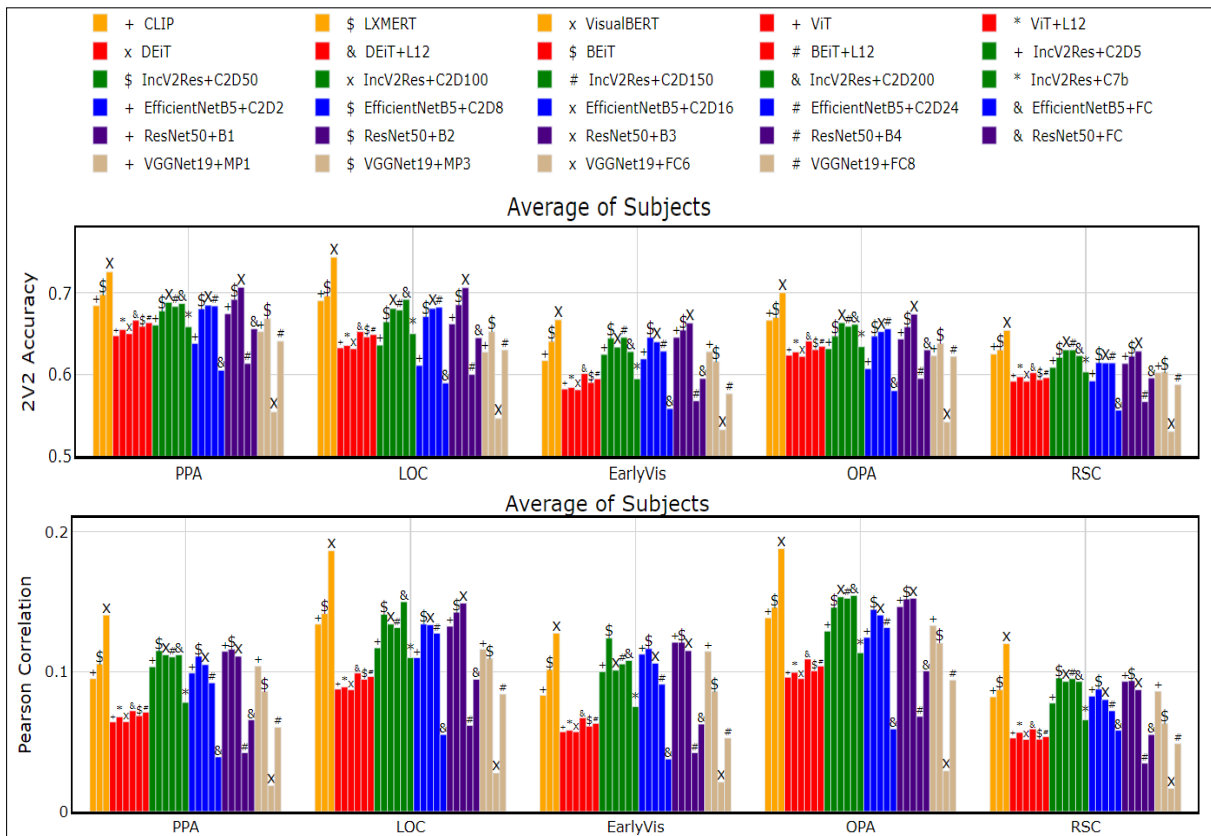 + CLIP $ LXMERT x VisualBERT + ViT * ViT+L12
x DEiT & DEiT+L12 $ BEiT # BEiT+L12 + IncV2Res+C2D5
$ IncV2Res+C2D50 x IncV2Res+C2D100 # IncV2Res+C2D150 & IncV2Res+C2D200 * IncV2Res+C7b
+ EfficientNetB5+C2D2 $ EfficientNetB5+C2D8 x EfficientNetB5+C2D16 # EfficientNetB5+C2D24 & EfficientNetB5+FC
+ ResNet50+B1 $ ResNet50+B2 x ResNet50+B3 # ResNet50+B4 & ResNet50+FC
+ VGGNet19+MP1 $ VGGNet19+MP3 x VGGNet19+FC6 # VGGNet19+FC8
Average of Subjects
2V2 Accuracy
0.7
0.6
0.5
PPA LOC EarlyVis OPA RSC
Average of Subjects
Pearson Correlation
0.2
0.1
0
PPA LOC EarlyVis OPA RSC